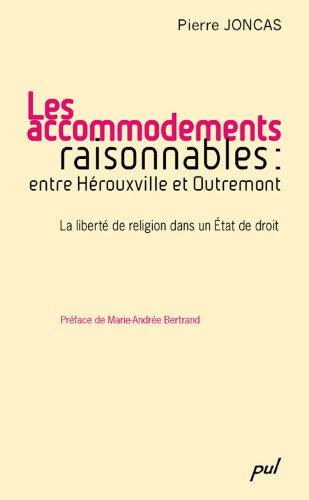 Pierre JONCAS
Les
accommodements
raisonnables :
entre Hérouxville et Outremont
La liberté de religion dans un État de droit
Préface de Marie-Andrée Bertrand
pul